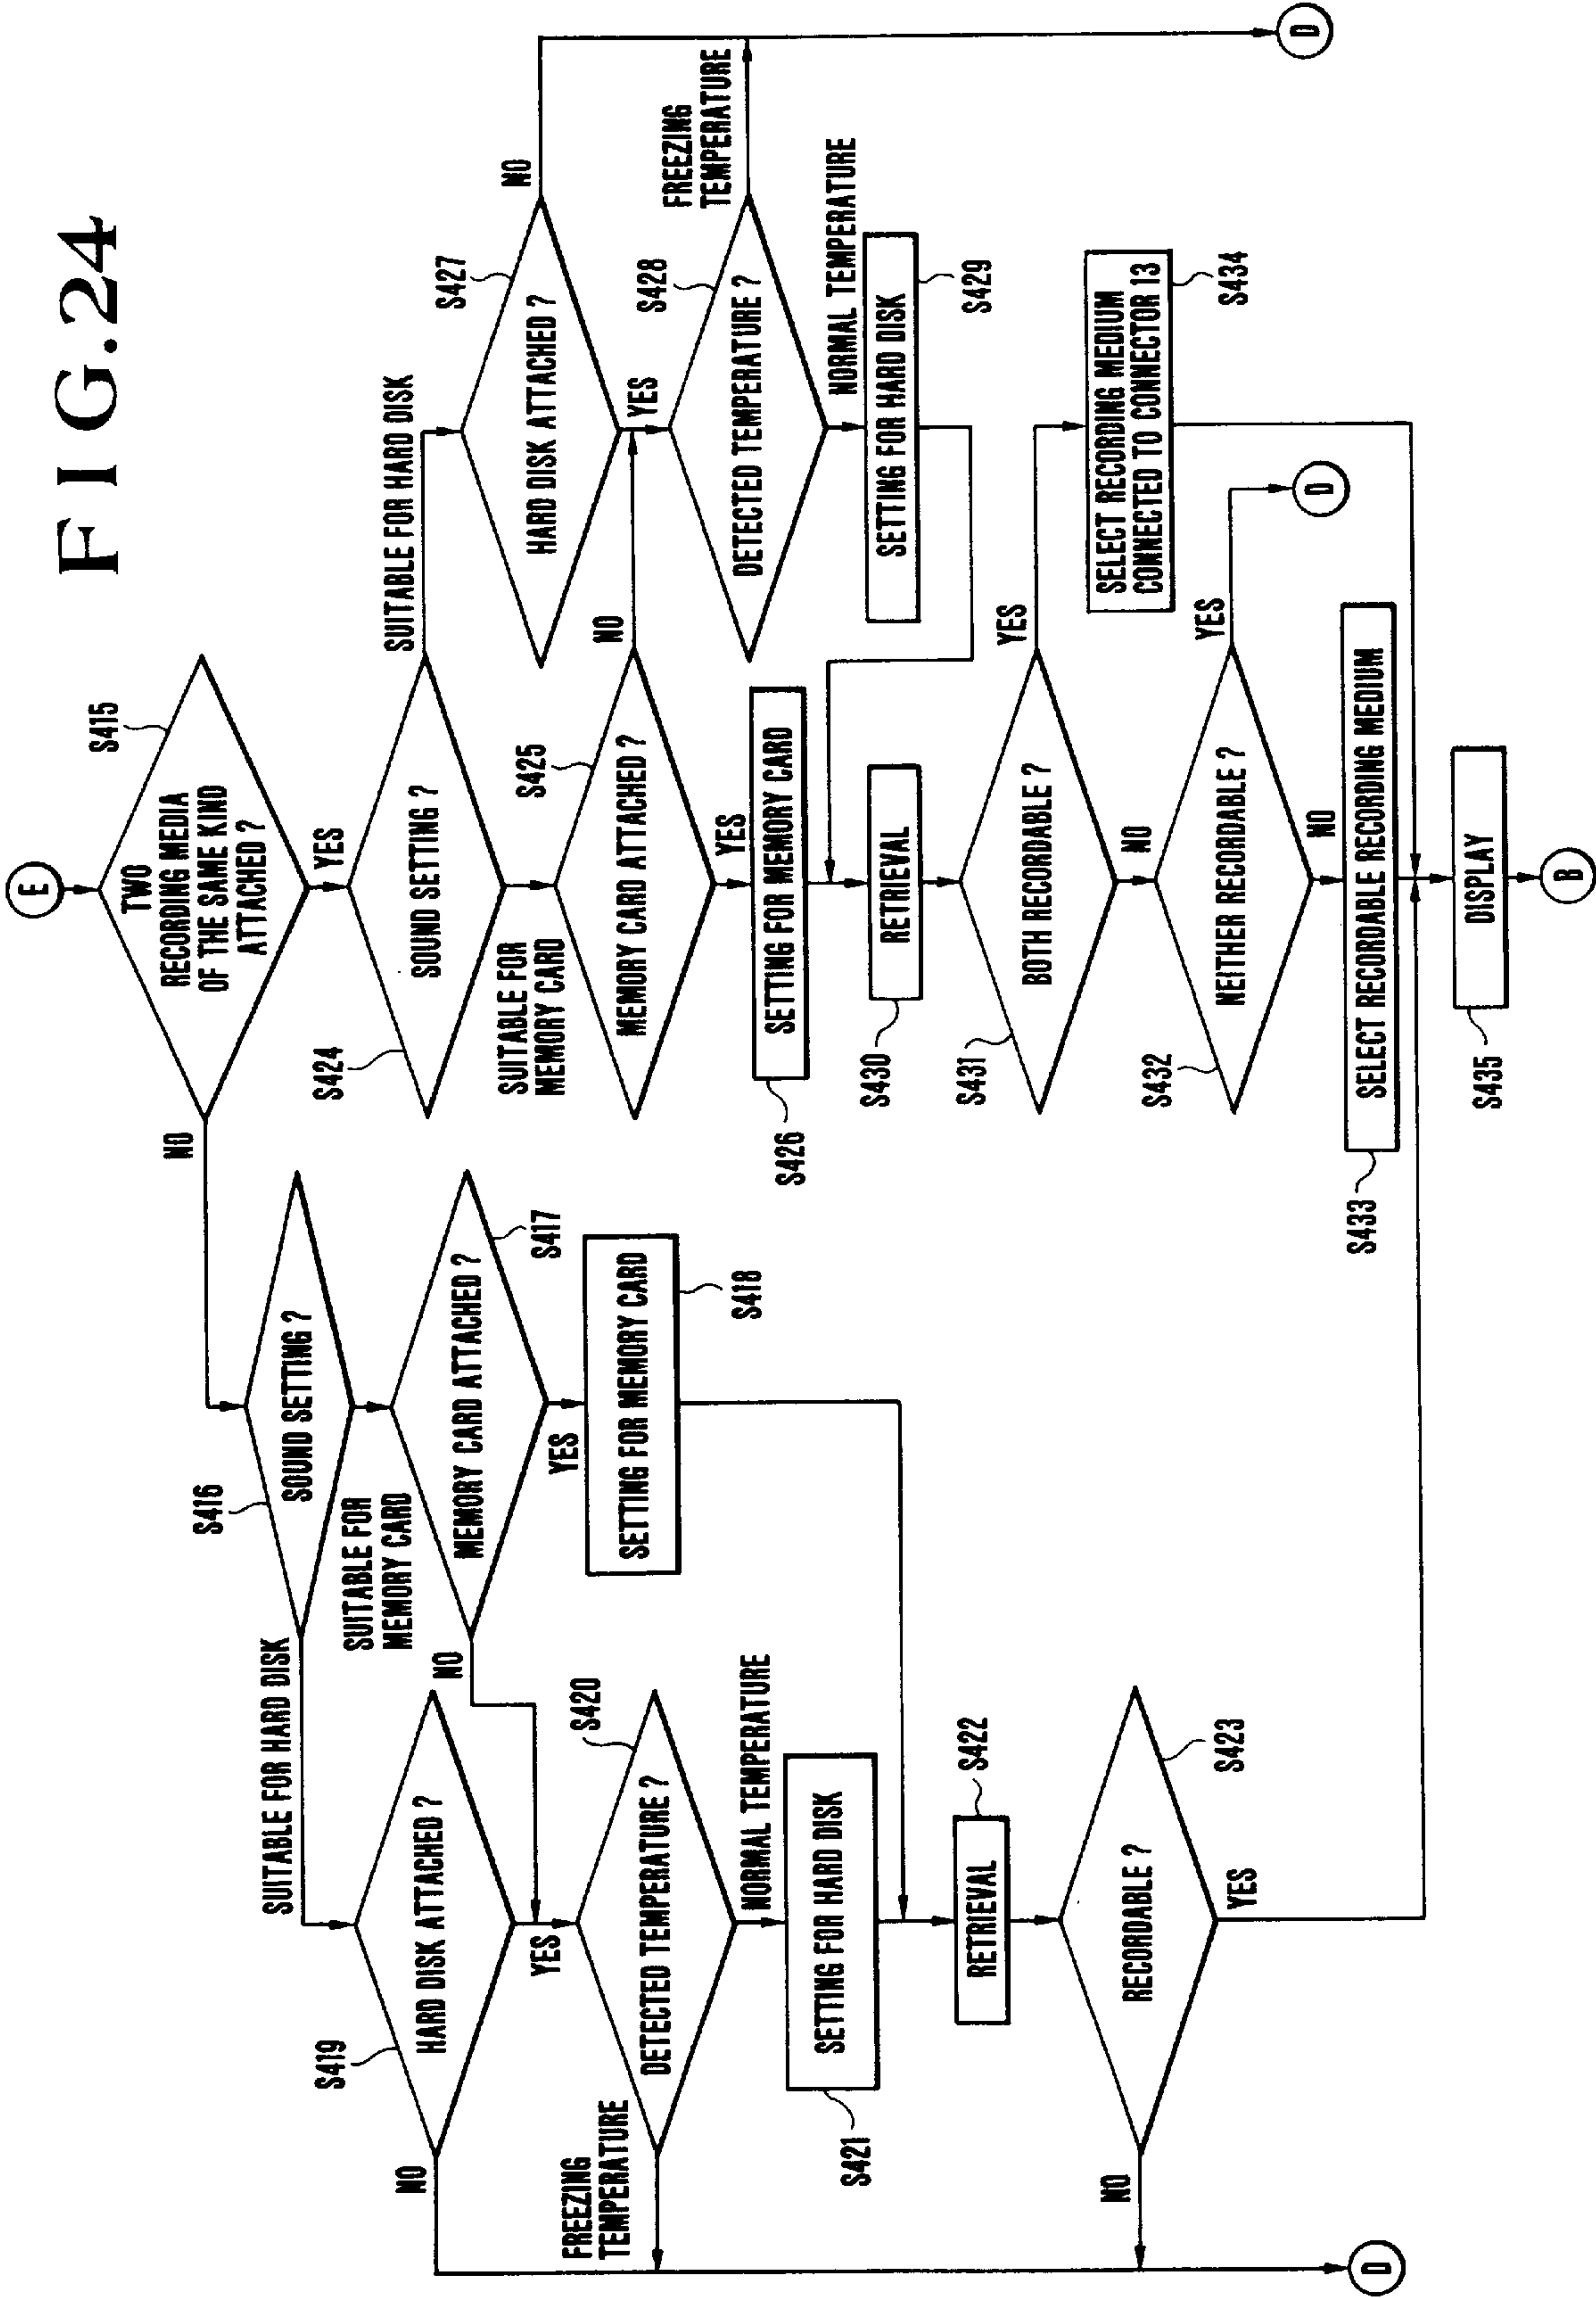 FIG.24
E
S415
TWO
RECORDING MEDIA
OF THE SAME KIND
ATTACHED ?
NO
YES
S416
SOUND SETTING ?
SUITABLE FOR HARD DISK
SUITABLE FOR
MEMORY CARD
S417
MEMORY CARD ATTACHED ?
NO
YES
SETTING FOR MEMORY CARD
S418
S419
HARD DISK ATTACHED ?
NO
YES
S420
DETECTED TEMPERATURE ?
FREEZING
TEMPERATURE
NORMAL TEMPERATURE
SETTING FOR HARD DISK
S421
S422
RETRIEVAL
RECORDABLE ?
S423
NO
YES
D
S424
SOUND SETTING ?
SUITABLE FOR HARD DISK
SUITABLE FOR
MEMORY CARD
S425
MEMORY CARD ATTACHED ?
NO
YES
SETTING FOR MEMORY CARD
S426
S427
HARD DISK ATTACHED ?
NO
YES
S428
DETECTED TEMPERATURE ?
FREEZING
TEMPERATURE
NORMAL TEMPERATURE
SETTING FOR HARD DISK
S429
RETRIEVAL
S430
S431
BOTH RECORDABLE ?
YES
NO
S432
NEITHER RECORDABLE ?
YES
NO
D
SELECT RECORDING MEDIUM
CONNECTED TO CONNECTOR 13
S434
SELECT RECORDABLE RECORDING MEDIUM
S433
DISPLAY
S435
B
D